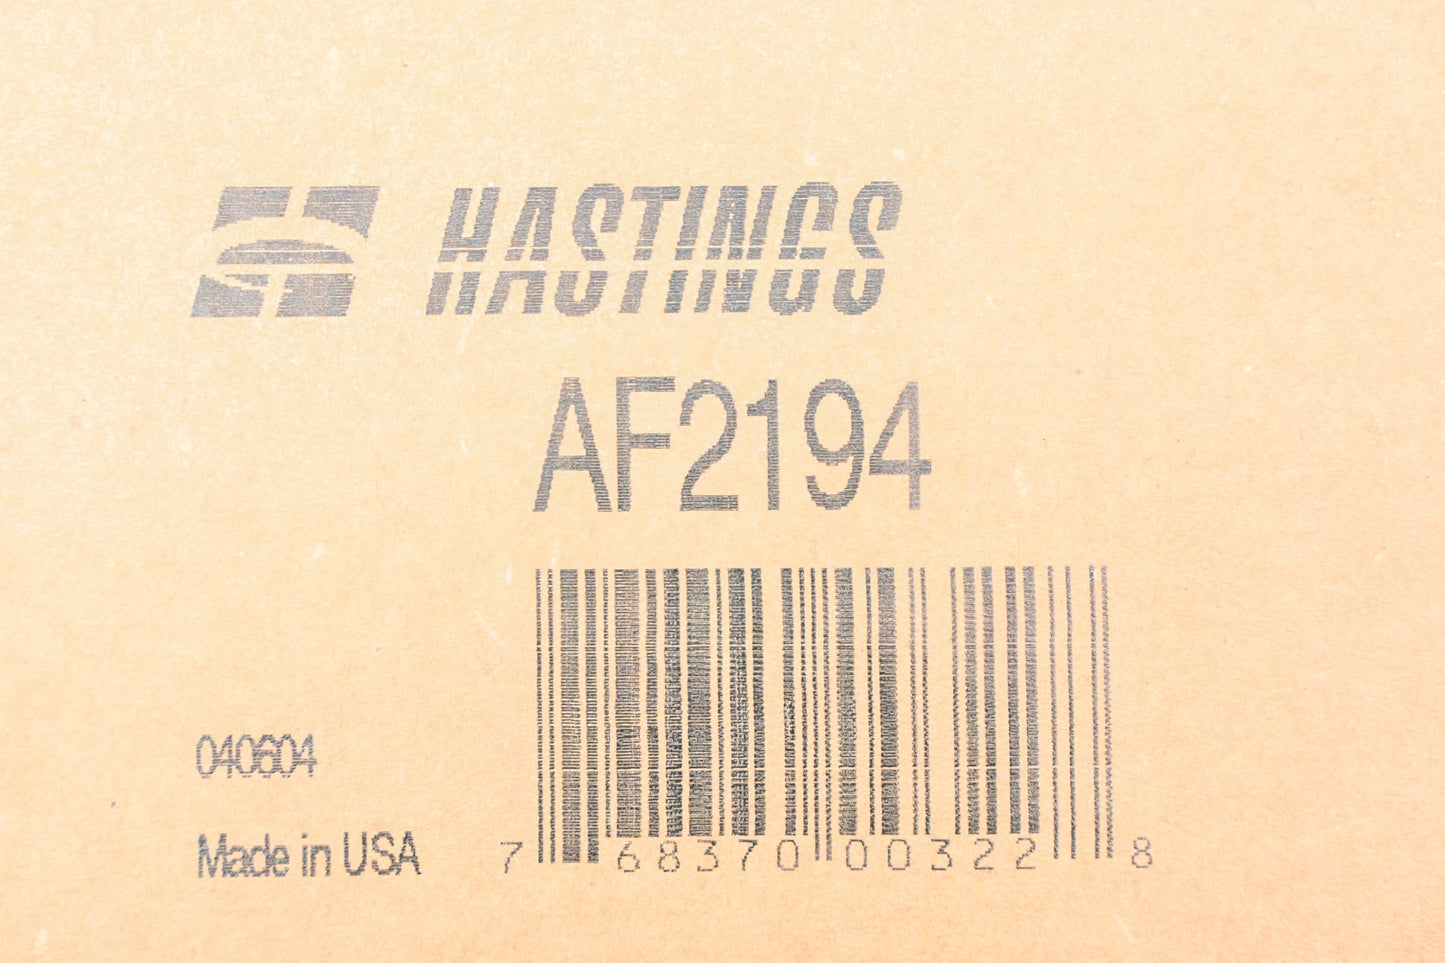 HASTINGS
AF2194
040604
Made in USA
7 68370 00322 8